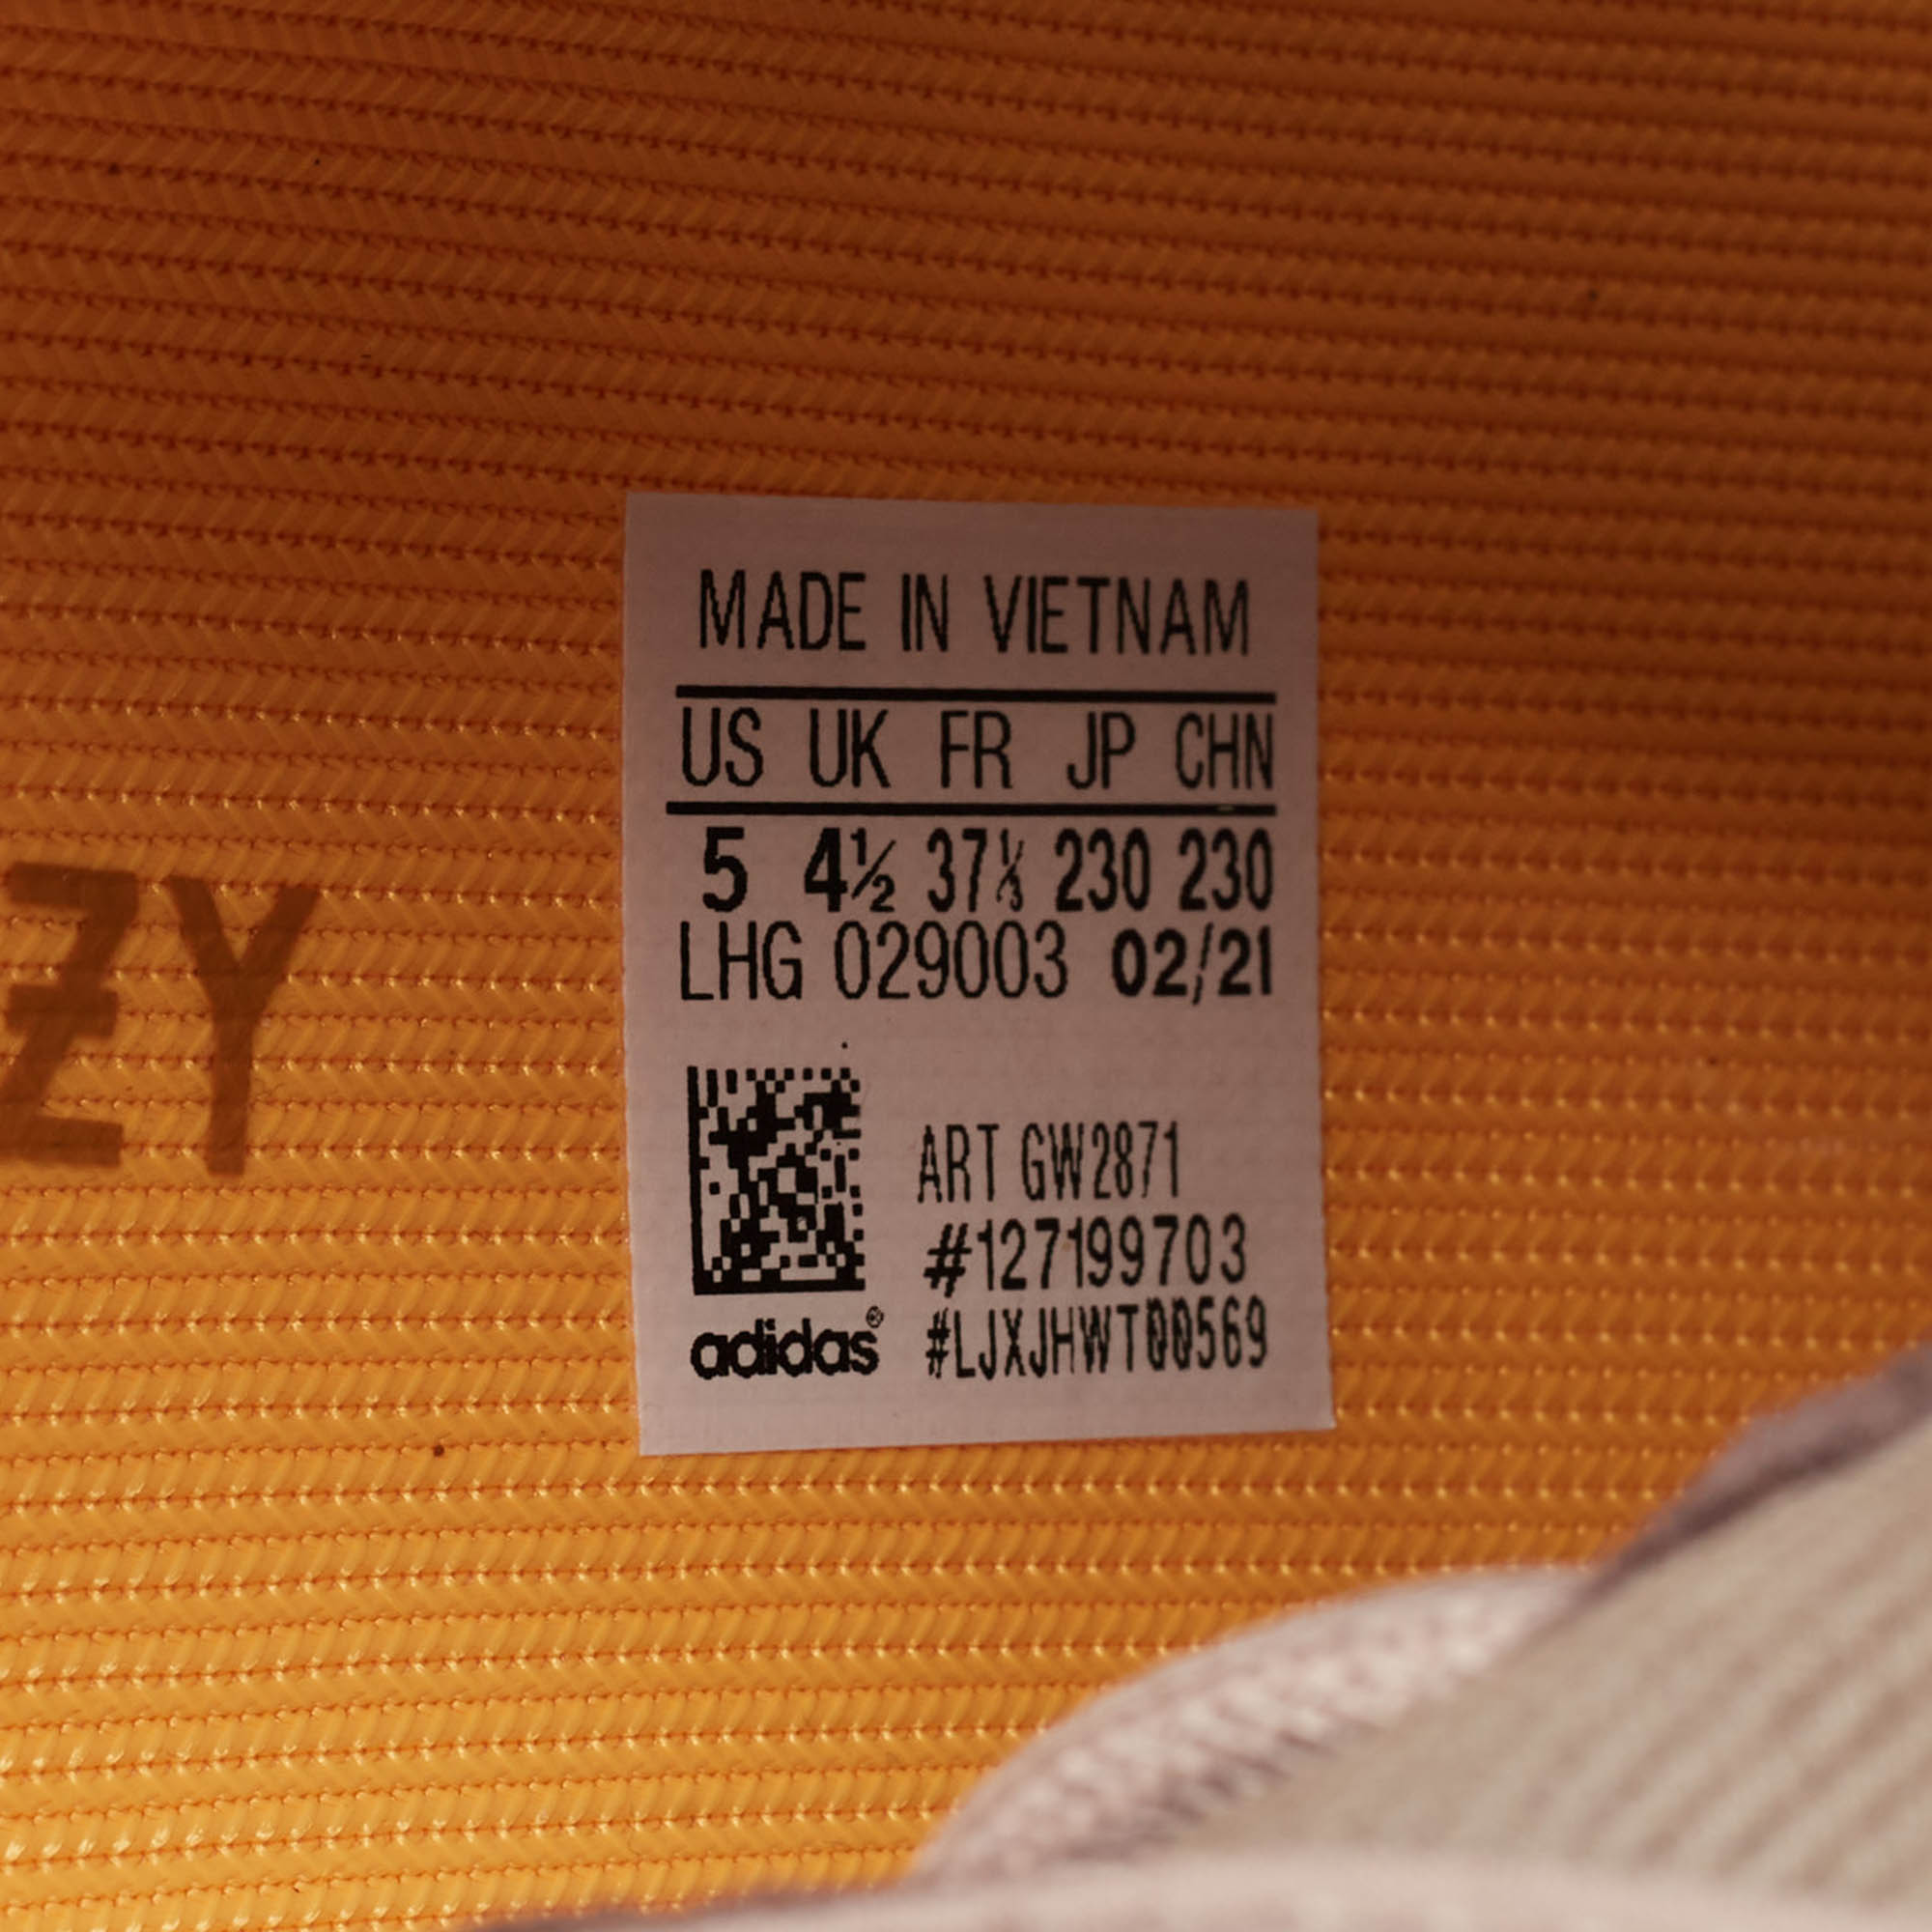 MADE IN VIETNAM
US UK FR JP CHN
5 4½ 37⅓ 230 230
LHG 029003 02/21
ART GW2871
#127199703
adidas® #LJXJHWT00569
ZY